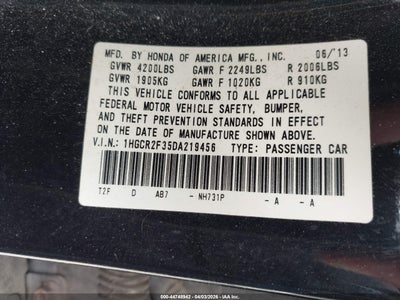 MFD. BY HONDA OF AMERICA MFG., INC. 06/13
GVWR 4200LBS GAWR F 2249LBS R 2006LBS
GVWR 1905KG GAWR F 1020KG R 910KG
THIS VEHICLE CONFORMS TO ALL APPLICABLE
FEDERAL MOTOR VEHICLE SAFETY, BUMPER,
AND THEFT PREVENTION STANDARDS IN EFFECT
ON THE DATE OF MANUFACTURE SHOWN ABOVE.
V.I.N.: 1HGCR2F35DA219456 TYPE: PASSENGER CAR
T2F D AB7 - NH731P - A - A
000-44748942 - 04/03/2026 - IAA Inc.